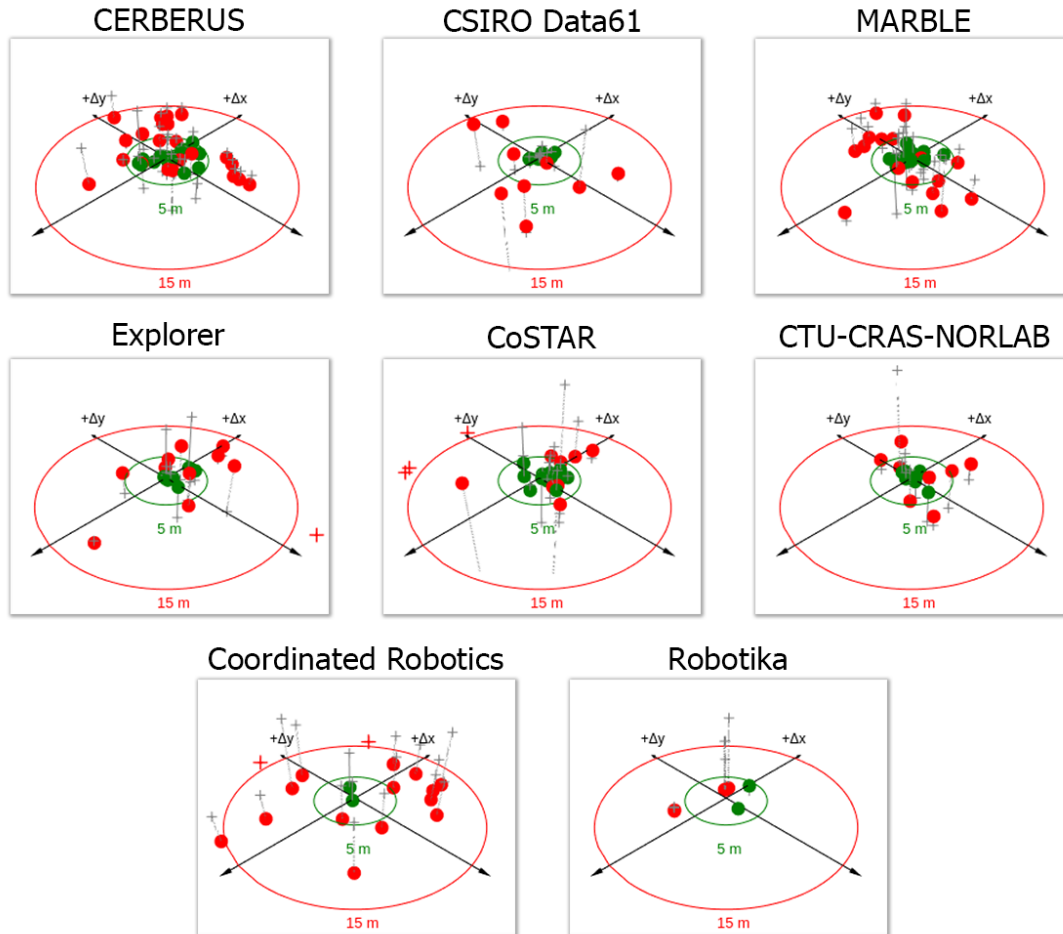 CERBERUS
CSIRO Data61
MARBLE
+Δy
+Δx
5 m
15 m
+Δy
+Δx
5 m
15 m
+Δy
+Δx
5 m
15 m
Explorer
CoSTAR
CTU-CRAS-NORLAB
+Δy
+Δx
5 m
15 m
+Δy
+Δx
5 m
15 m
+Δy
+Δx
5 m
15 m
Coordinated Robotics
Robotika
+Δy
+Δx
5 m
15 m
+Δy
+Δx
5 m
15 m